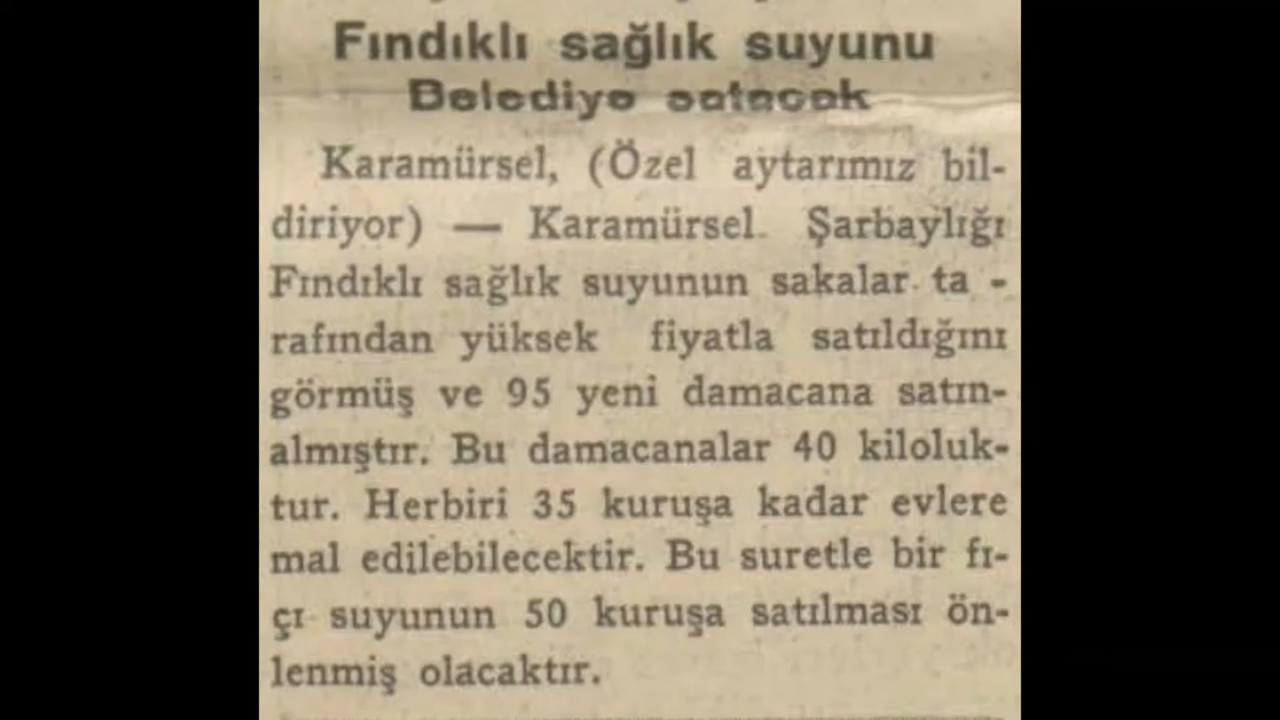 Fındıklı sağlık suyunu
Belediye satacak
Karamürsel, (Özel aytarımız bil-
diriyor) — Karamürsel Şarbaylığı
Fındıklı sağlık suyunun sakalar ta -
rafından yüksek fiyatla satıldığını
görmüş ve 95 yeni damacana satın-
almıştır. Bu damacanalar 40 kiloluk-
tur. Herbiri 35 kuruşa kadar evlere
mal edilebilecektir. Bu suretle bir fı-
çı suyunun 50 kuruşa satılması ön-
lenmiş olacaktır.